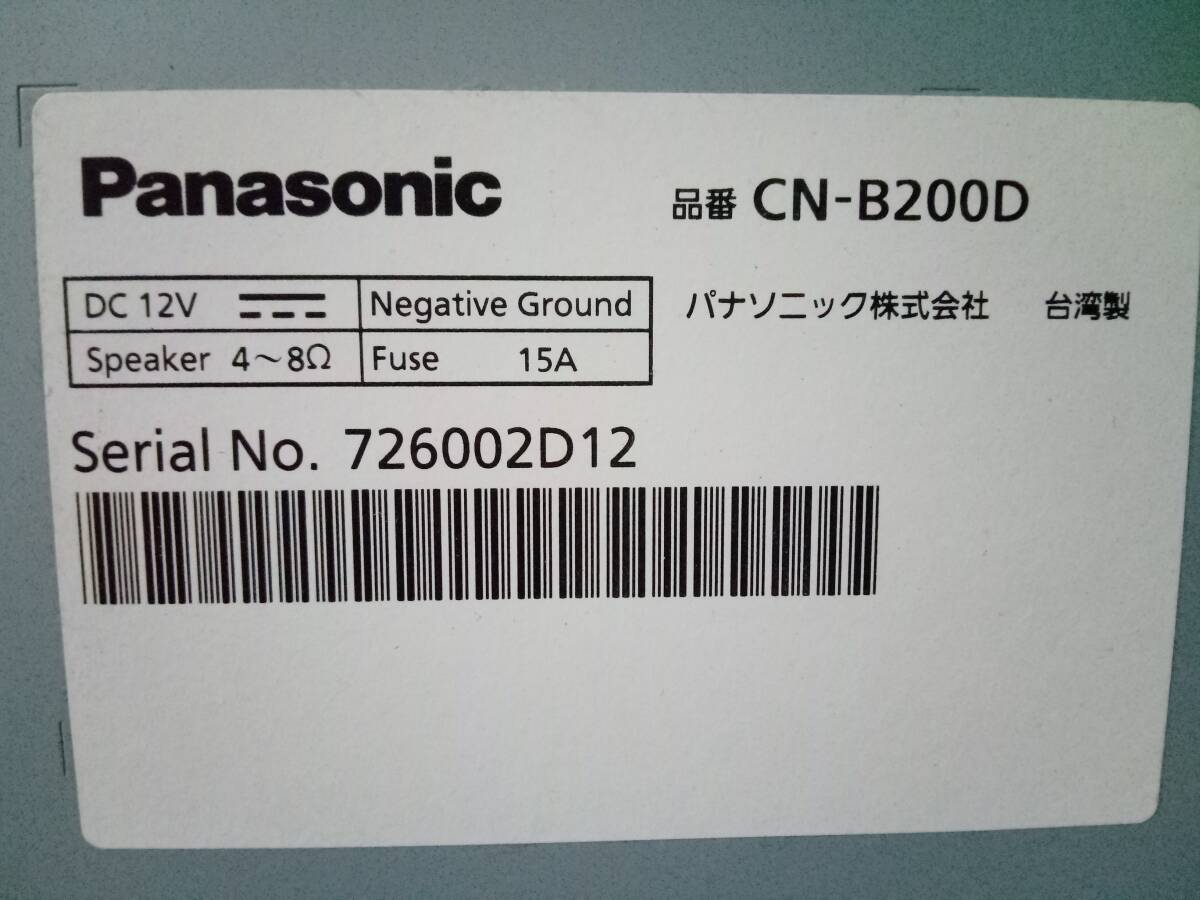 Panasonic 品番 CN-B200D
DC 12V Negative Ground パナソニック株式会社 台湾製
Speaker 4～8Ω Fuse 15A
Serial No. 726002D12